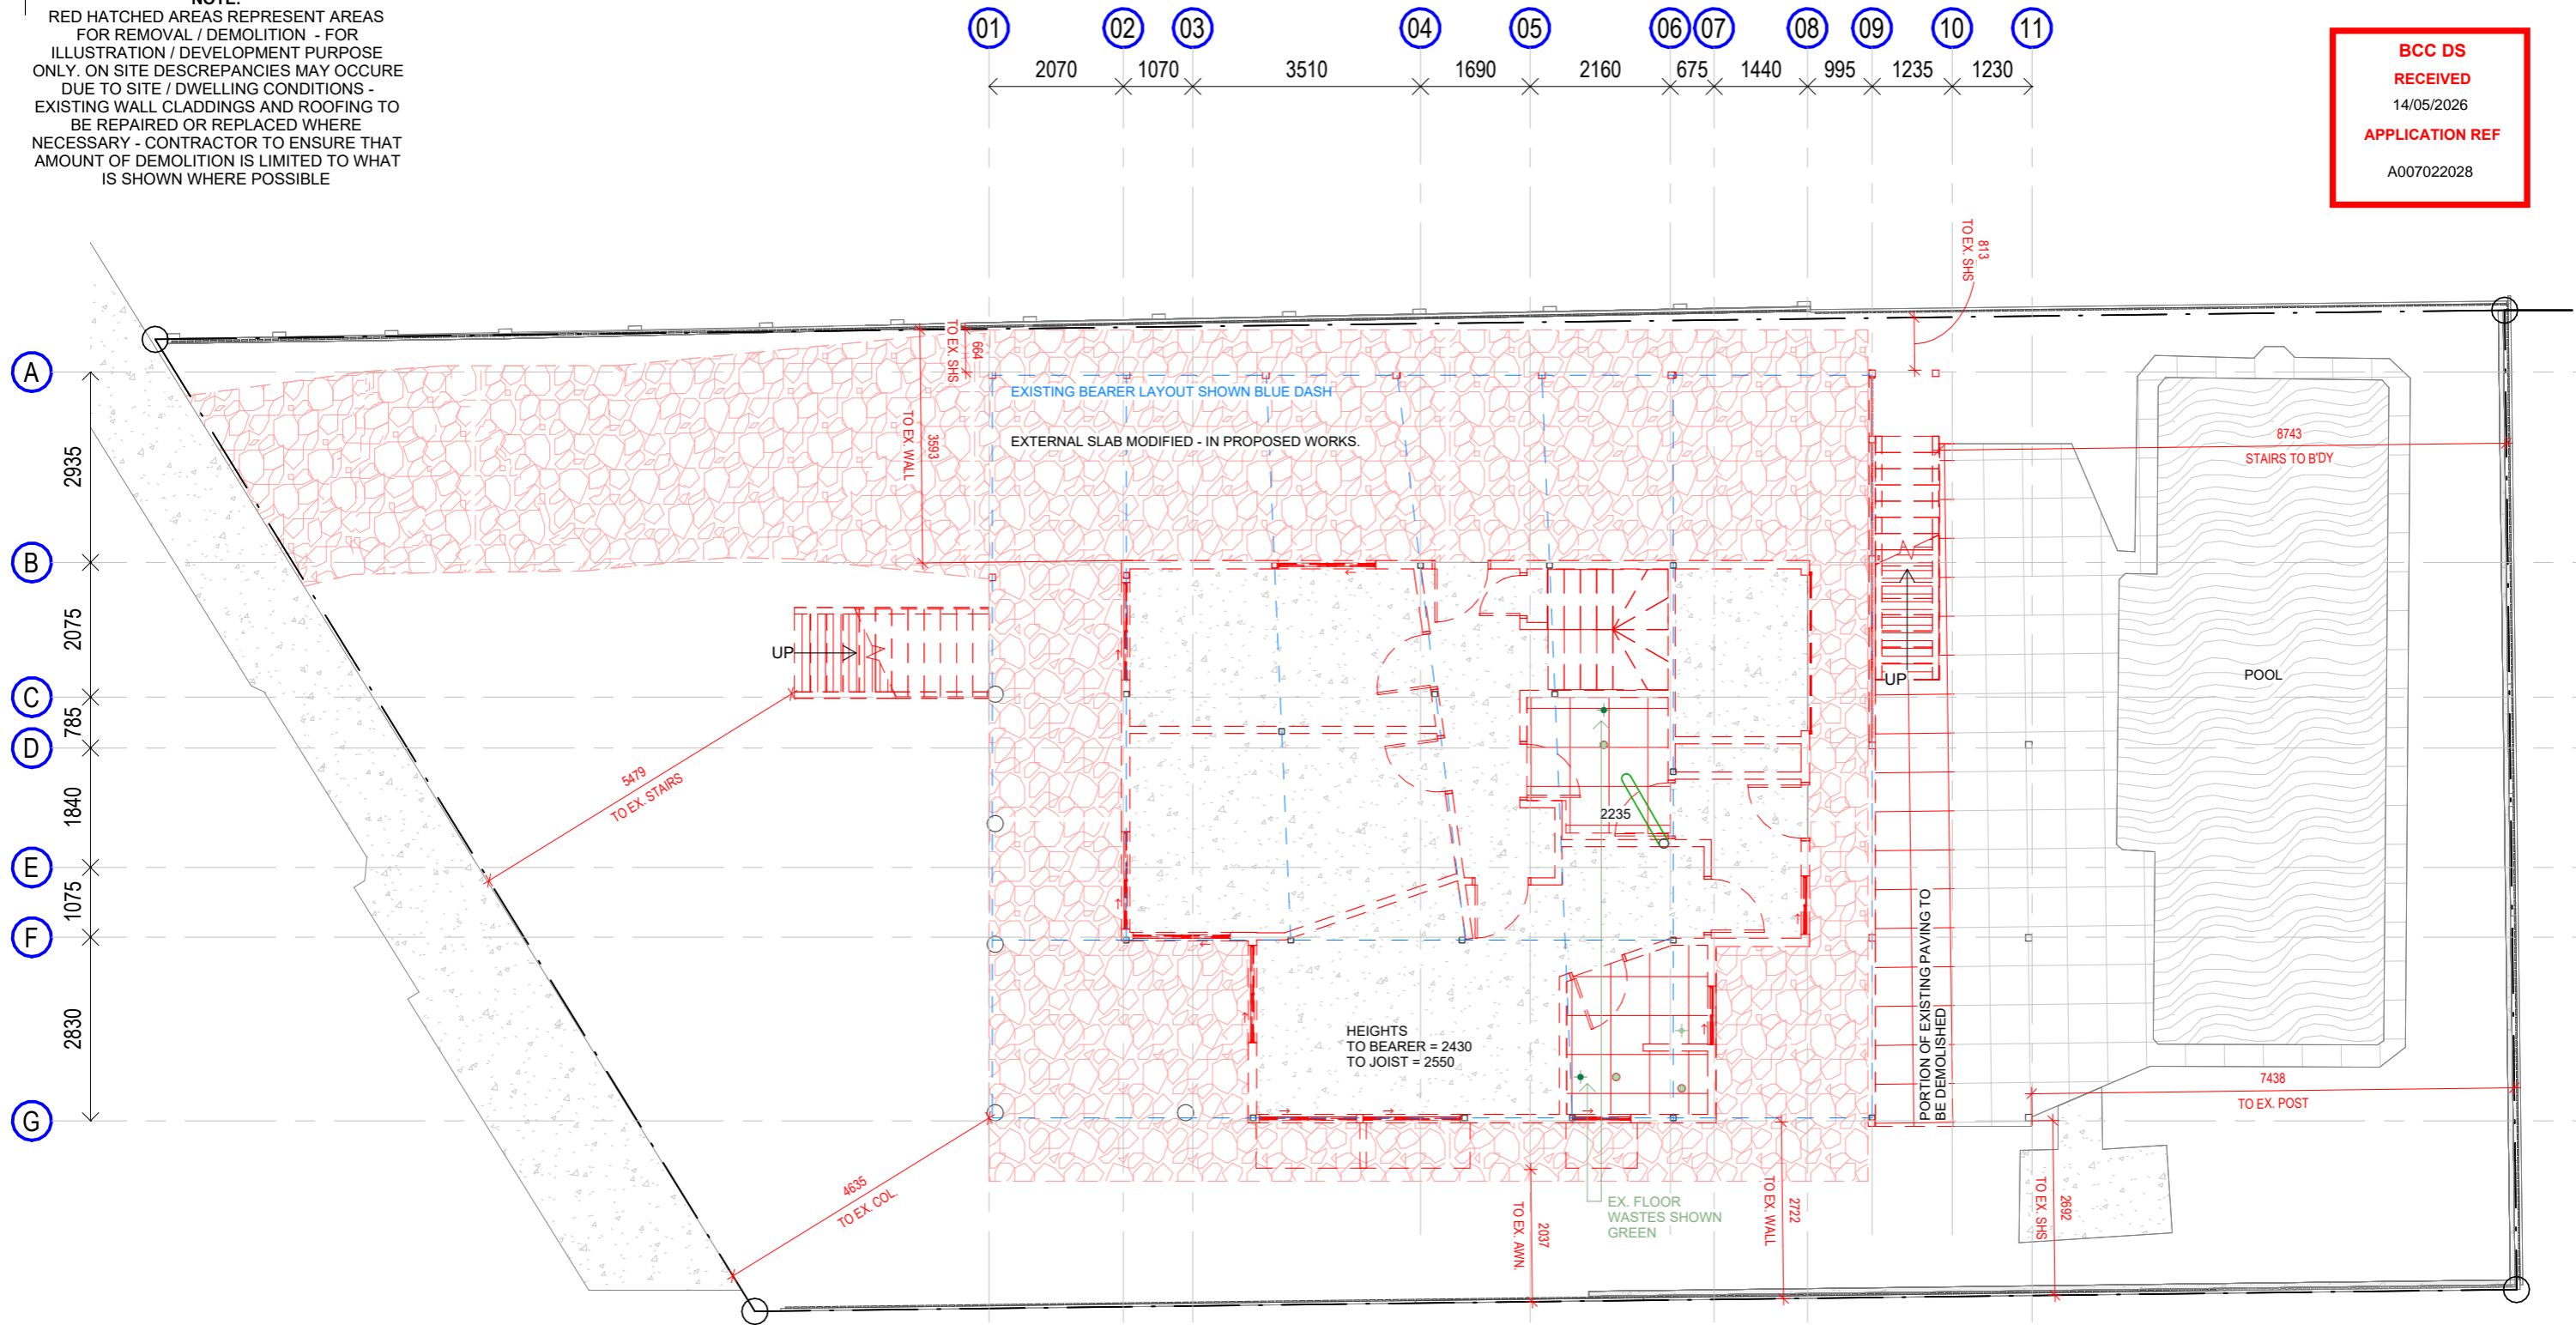 NOTE:
RED HATCHED AREAS REPRESENT AREAS
FOR REMOVAL / DEMOLITION - FOR
ILLUSTRATION / DEVELOPMENT PURPOSE
ONLY. ON SITE DESCREPANCIES MAY OCCURE
DUE TO SITE / DWELLING CONDITIONS -
EXISTING WALL CLADDINGS AND ROOFING TO
BE REPAIRED OR REPLACED WHERE
NECESSARY - CONTRACTOR TO ENSURE THAT
AMOUNT OF DEMOLITION IS LIMITED TO WHAT
IS SHOWN WHERE POSSIBLE
01 02 03 04 05 06 07 08 09 10 11
2070 1070 3510 1690 2160 675 1440 995 1235 1230
BCC DS
RECEIVED
14/05/2026
APPLICATION REF
A007022028
813
TO EX. SHS
A
2935
B
2075
C
785
D
1840
E
1075
F
2830
G
664
TO EX. SHS
3593
TO EX. WALL
EXISTING BEARER LAYOUT SHOWN BLUE DASH
EXTERNAL SLAB MODIFIED - IN PROPOSED WORKS.
8743
STAIRS TO B'DY
UP
UP
POOL
5479
TO EX. STAIRS
2235
PORTION OF EXISTING PAVING TO
BE DEMOLISHED
HEIGHTS
TO BEARER = 2430
TO JOIST = 2550
7438
TO EX. POST
4635
TO EX. COL.
2037
TO EX. AWN.
EX. FLOOR
WASTES SHOWN
GREEN
2722
TO EX. WALL
2692
TO EX. SHS